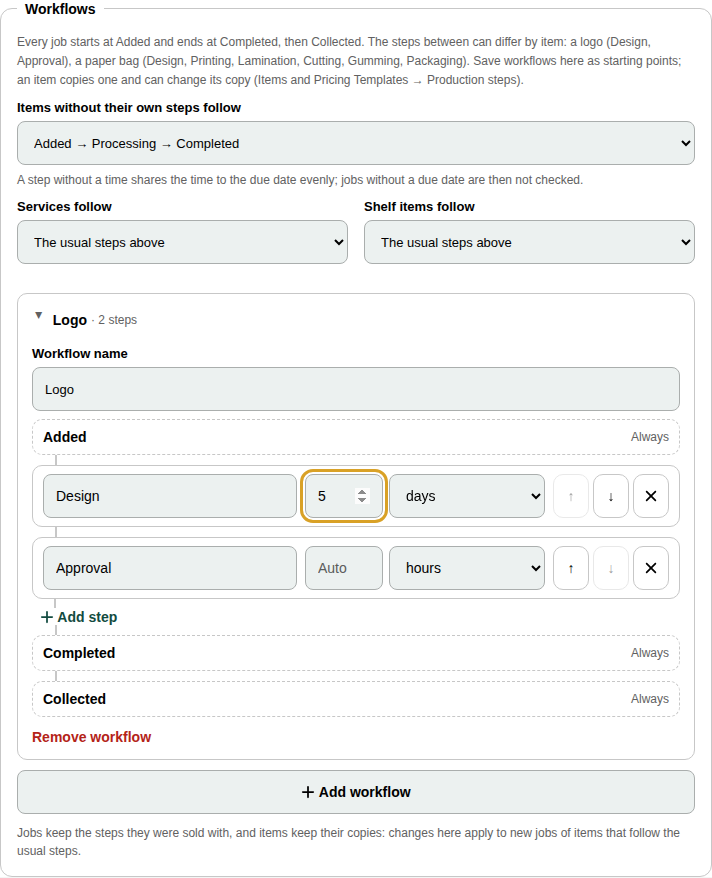 Workflows
Every job starts at Added and ends at Completed, then Collected. The steps between can differ by item: a logo (Design,
Approval), a paper bag (Design, Printing, Lamination, Cutting, Gumming, Packaging). Save workflows here as starting points;
an item copies one and can change its copy (Items and Pricing Templates → Production steps).
Items without their own steps follow
Added → Processing → Completed
A step without a time shares the time to the due date evenly; jobs without a due date are then not checked.
Services follow
Shelf items follow
The usual steps above
The usual steps above
▼ Logo · 2 steps
Workflow name
Logo
Added Always
Design 5 days ↑ ↓ ✕
Approval Auto hours ↑ ↓ ✕
+ Add step
Completed Always
Collected Always
Remove workflow
+ Add workflow
Jobs keep the steps they were sold with, and items keep their copies: changes here apply to new jobs of items that follow the
usual steps.